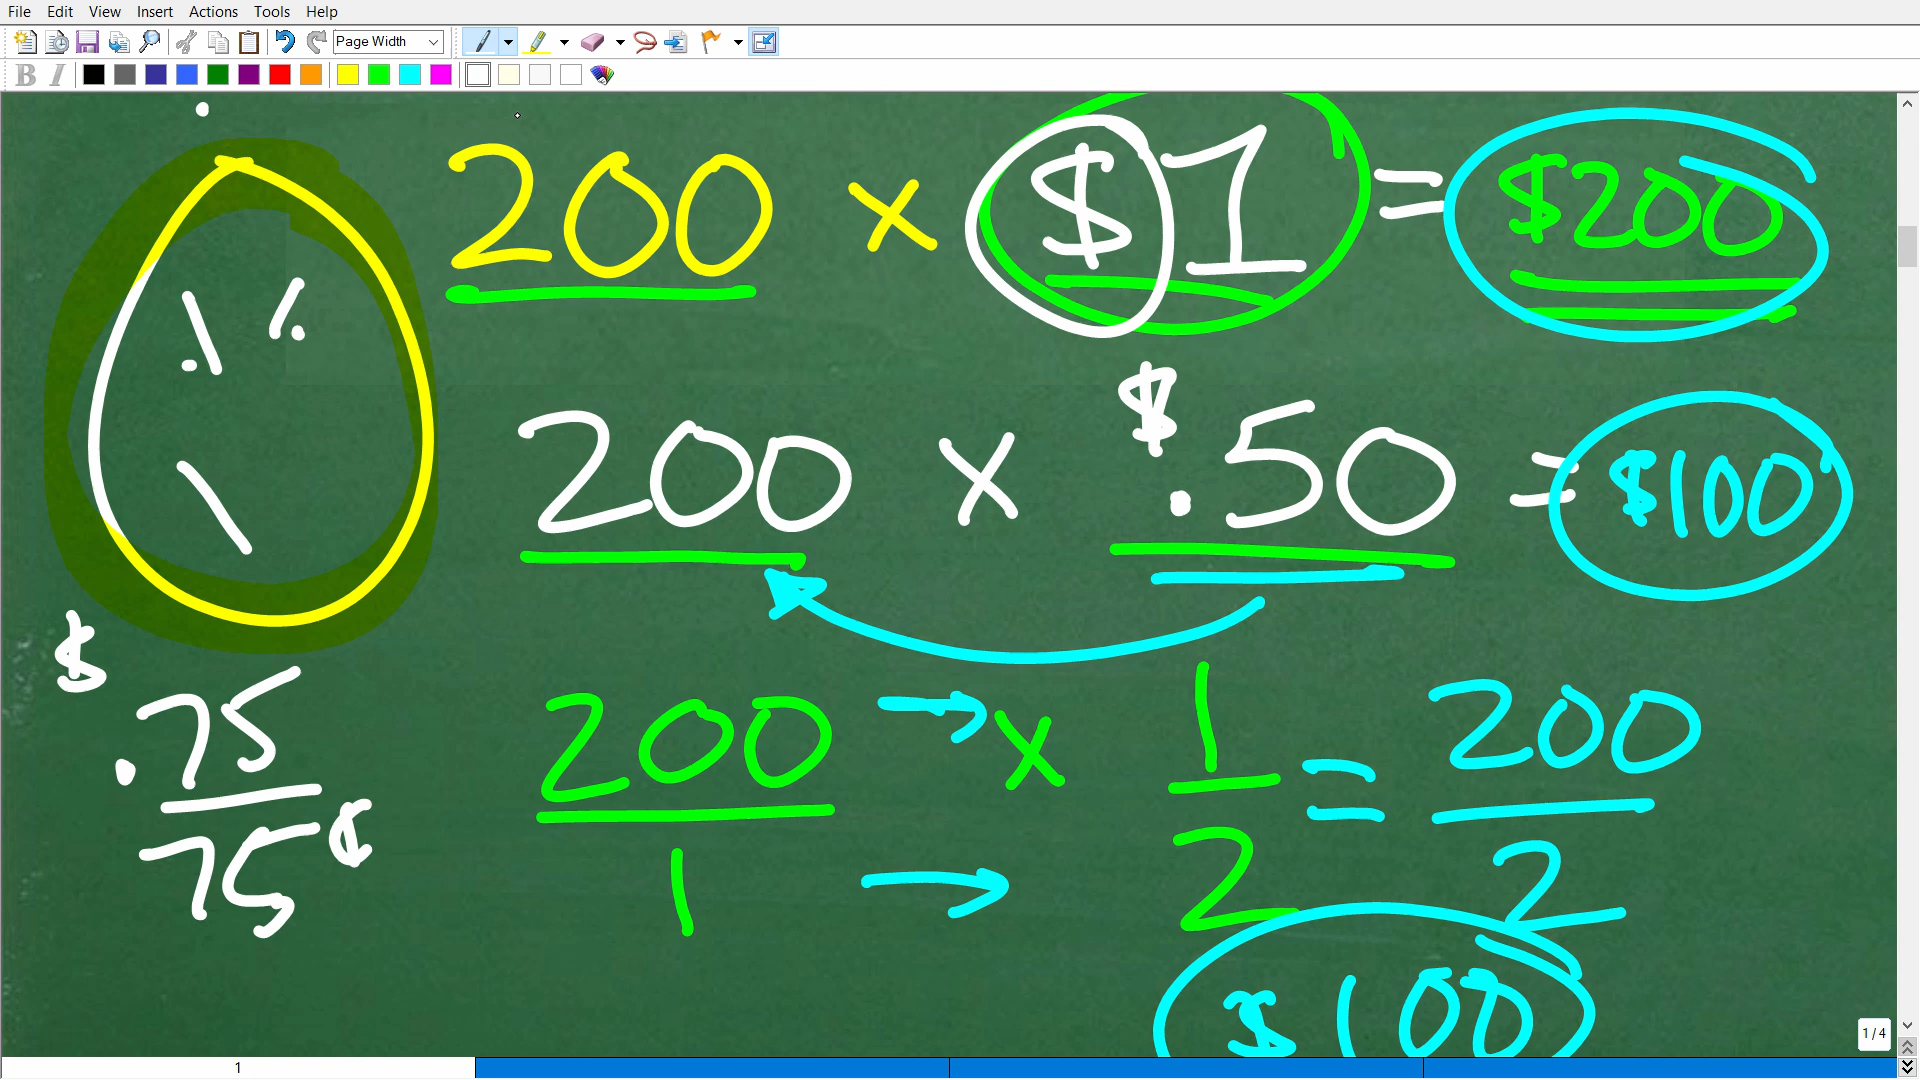 File Edit View Insert Actions Tools Help
Page Width
B I
200 x $1 = $200
200 x $.50 = $100
$.75
75¢
200 → x 1 = 200
1 → 2 2
$100
1 / 4
1